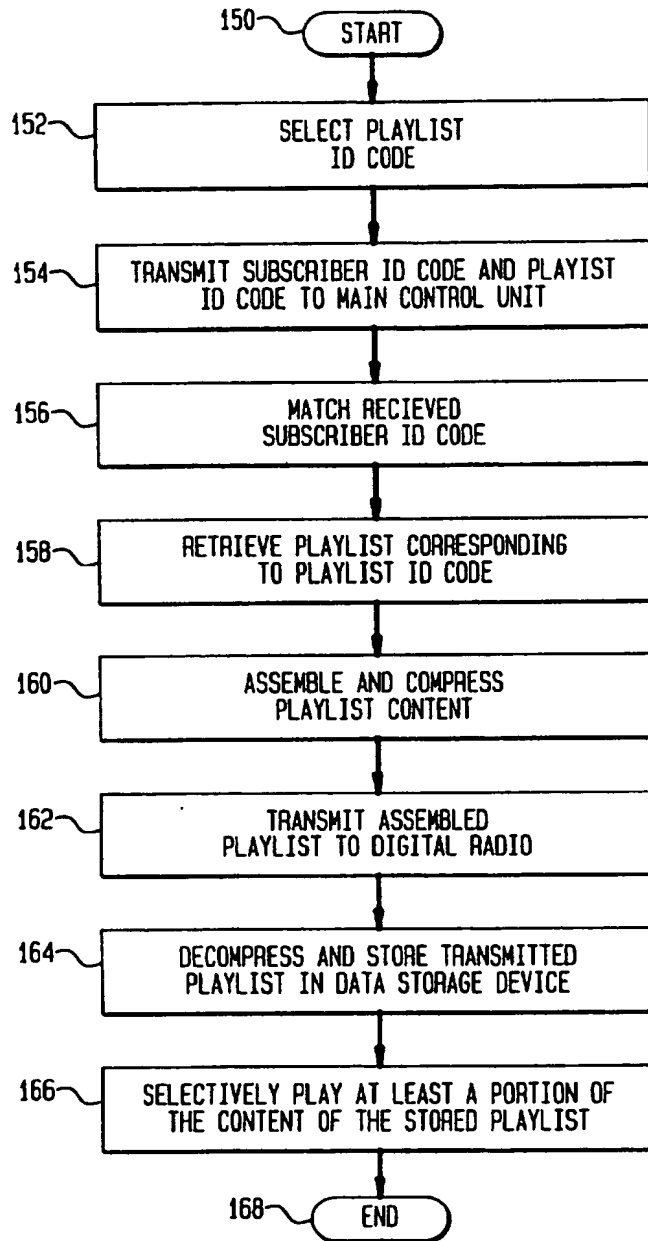 150
START
152
SELECT PLAYLIST
ID CODE
154
TRANSMIT SUBSCRIBER ID CODE AND PLAYIST
ID CODE TO MAIN CONTROL UNIT
156
MATCH RECIEVED
SUBSCRIBER ID CODE
158
RETRIEVE PLAYLIST CORRESPONDING
TO PLAYLIST ID CODE
160
ASSEMBLE AND COMPRESS
PLAYLIST CONTENT
162
TRANSMIT ASSEMBLED
PLAYLIST TO DIGITAL RADIO
164
DECOMPRESS AND STORE TRANSMITTED
PLAYLIST IN DATA STORAGE DEVICE
166
SELECTIVELY PLAY AT LEAST A PORTION OF
THE CONTENT OF THE STORED PLAYLIST
168
END